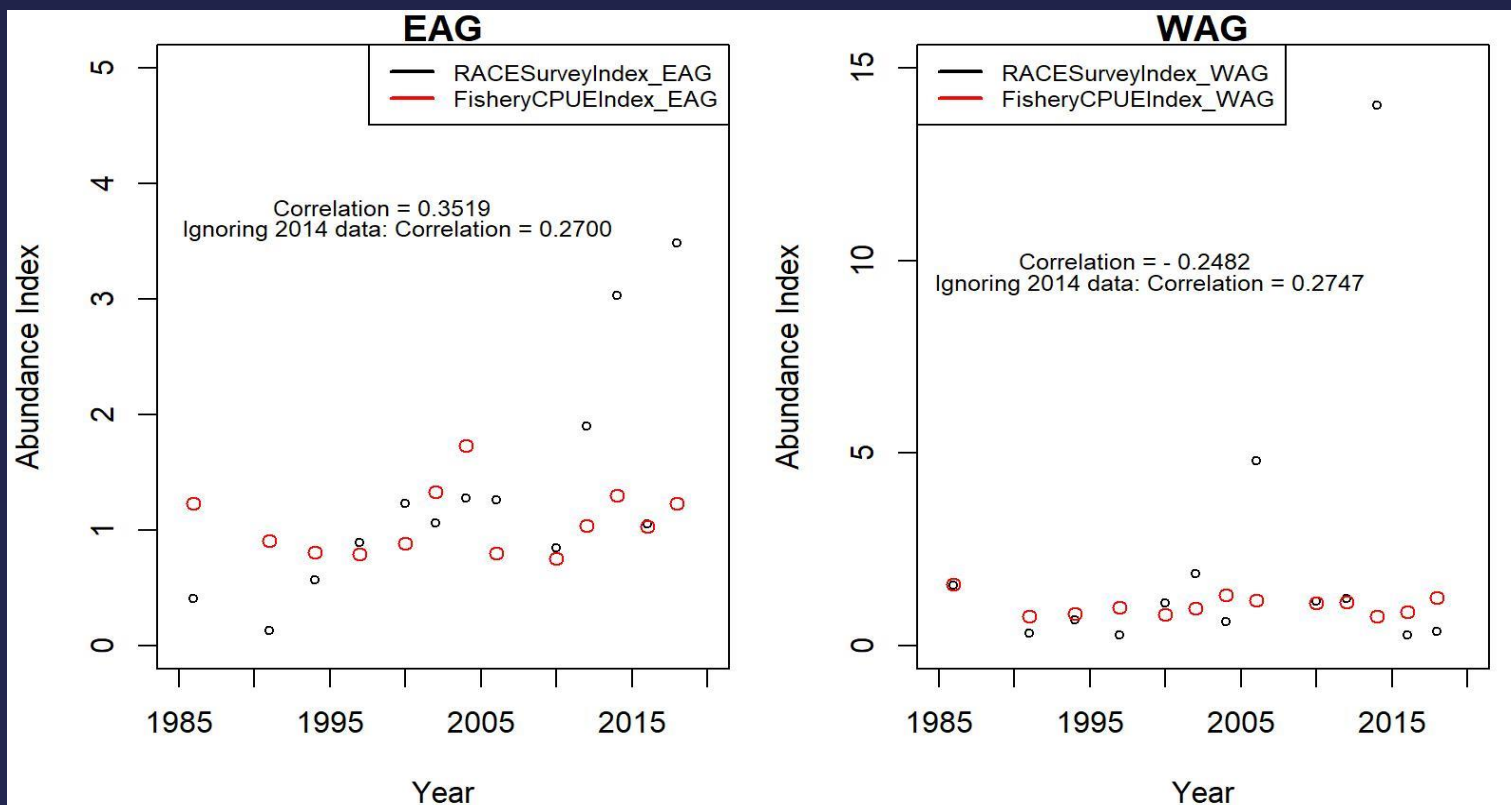 EAG
RACESurveyIndex_EAG
FisheryCPUEIndex_EAG
Correlation = 0.3519
Ignoring 2014 data: Correlation = 0.2700
Abundance Index
5
4
3
2
1
0
1985 1995 2005 2015
Year
WAG
RACESurveyIndex_WAG
FisheryCPUEIndex_WAG
Correlation = - 0.2482
Ignoring 2014 data: Correlation = 0.2747
Abundance Index
15
10
5
0
1985 1995 2005 2015
Year